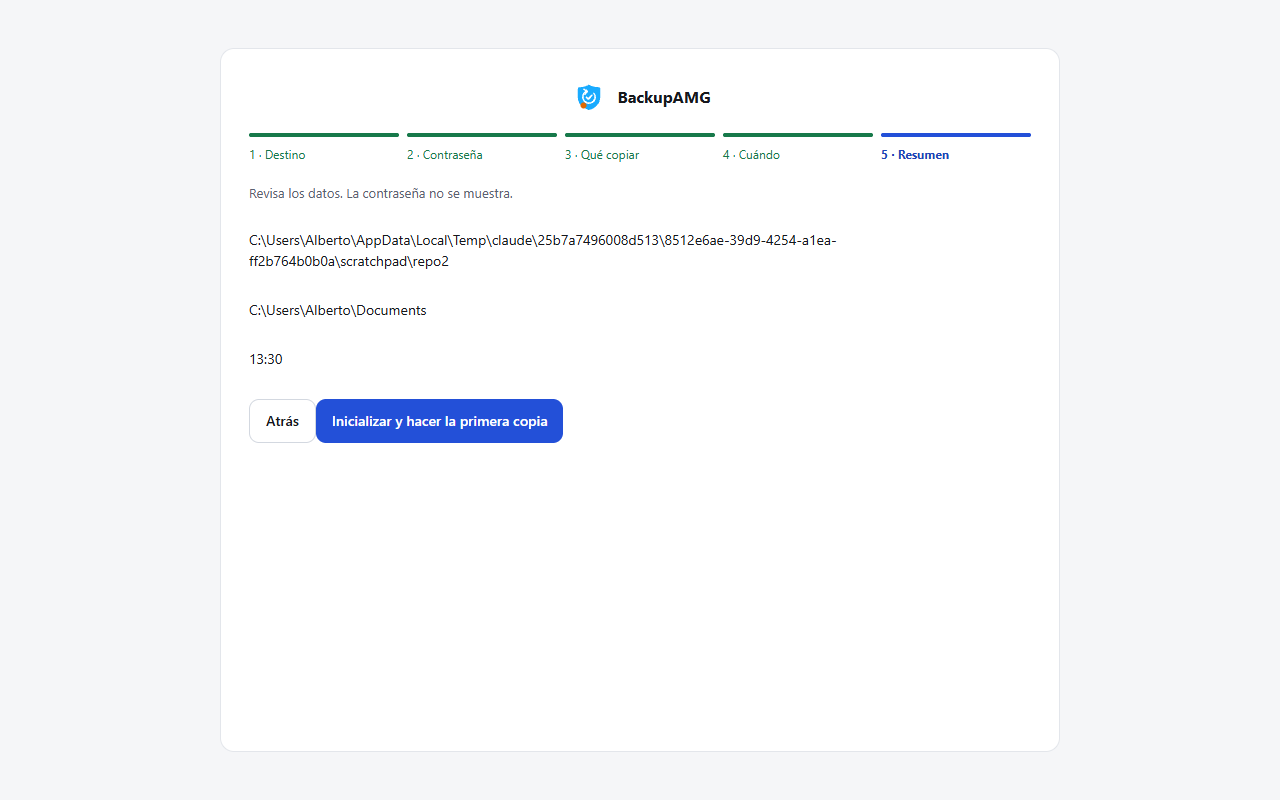 BackupAMG
1 · Destino
2 · Contraseña
3 · Qué copiar
4 · Cuándo
5 · Resumen
Revisa los datos. La contraseña no se muestra.
C:\Users\Alberto\AppData\Local\Temp\claude\25b7a7496008d513\8512e6ae-39d9-4254-a1ea-
ff2b764b0b0a\scratchpad\repo2
C:\Users\Alberto\Documents
13:30
Atrás
Inicializar y hacer la primera copia